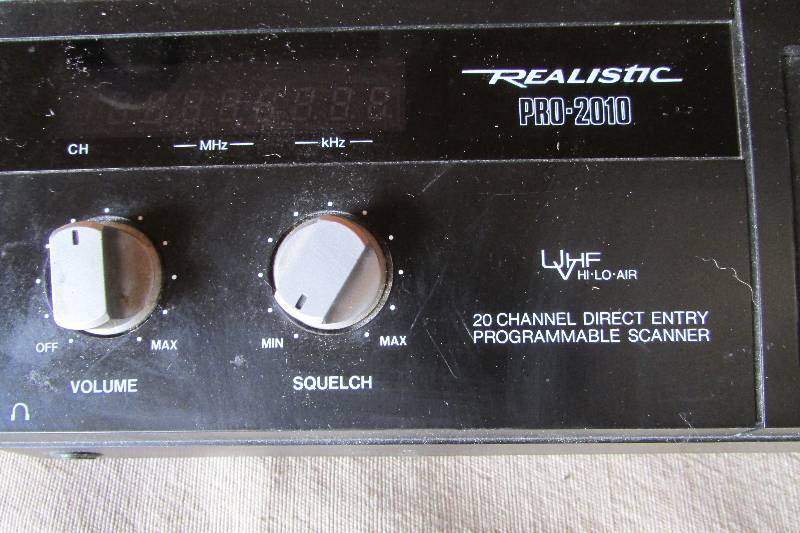 REALISTIC
PRO-2010
CH MHz kHz
UVHF
HI·LO·AIR
20 CHANNEL DIRECT ENTRY
PROGRAMMABLE SCANNER
OFF MAX
MIN MAX
VOLUME
SQUELCH